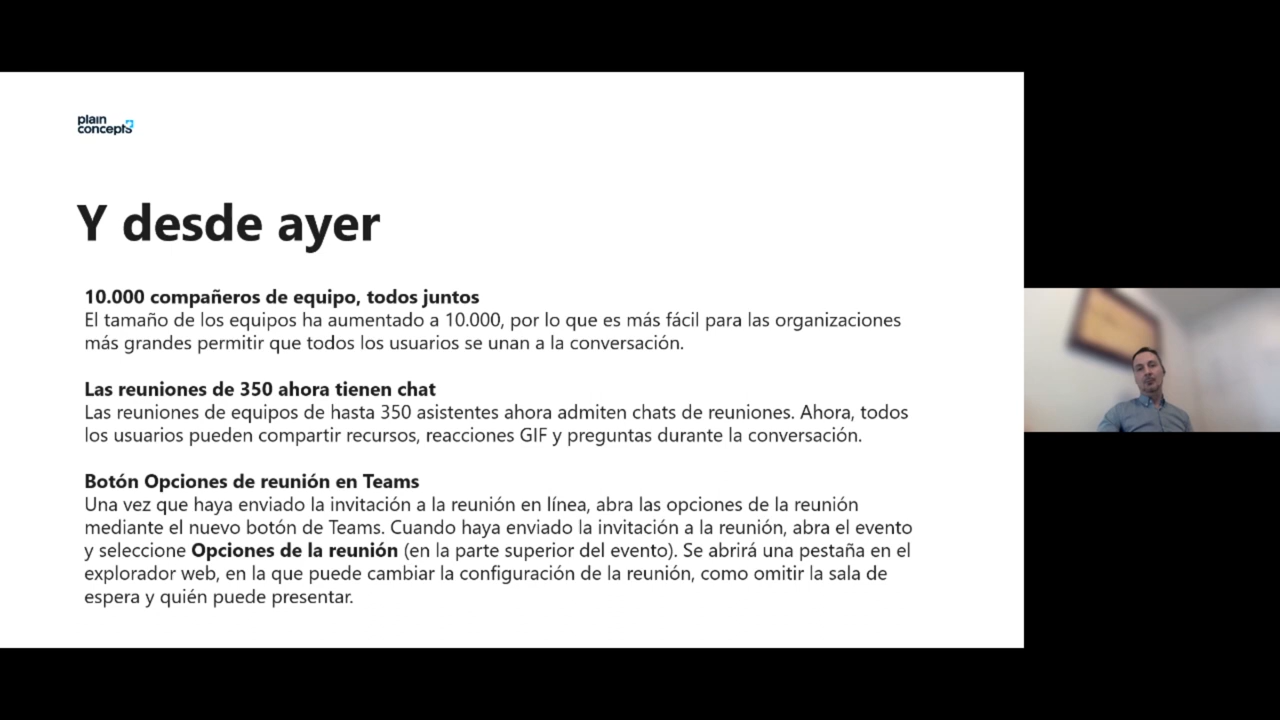 plain
concepts
Y desde ayer
10.000 compañeros de equipo, todos juntos
El tamaño de los equipos ha aumentado a 10.000, por lo que es más fácil para las organizaciones
más grandes permitir que todos los usuarios se unan a la conversación.
Las reuniones de 350 ahora tienen chat
Las reuniones de equipos de hasta 350 asistentes ahora admiten chats de reuniones. Ahora, todos
los usuarios pueden compartir recursos, reacciones GIF y preguntas durante la conversación.
Botón Opciones de reunión en Teams
Una vez que haya enviado la invitación a la reunión en línea, abra las opciones de la reunión
mediante el nuevo botón de Teams. Cuando haya enviado la invitación a la reunión, abra el evento
y seleccione Opciones de la reunión (en la parte superior del evento). Se abrirá una pestaña en el
explorador web, en la que puede cambiar la configuración de la reunión, como omitir la sala de
espera y quién puede presentar.